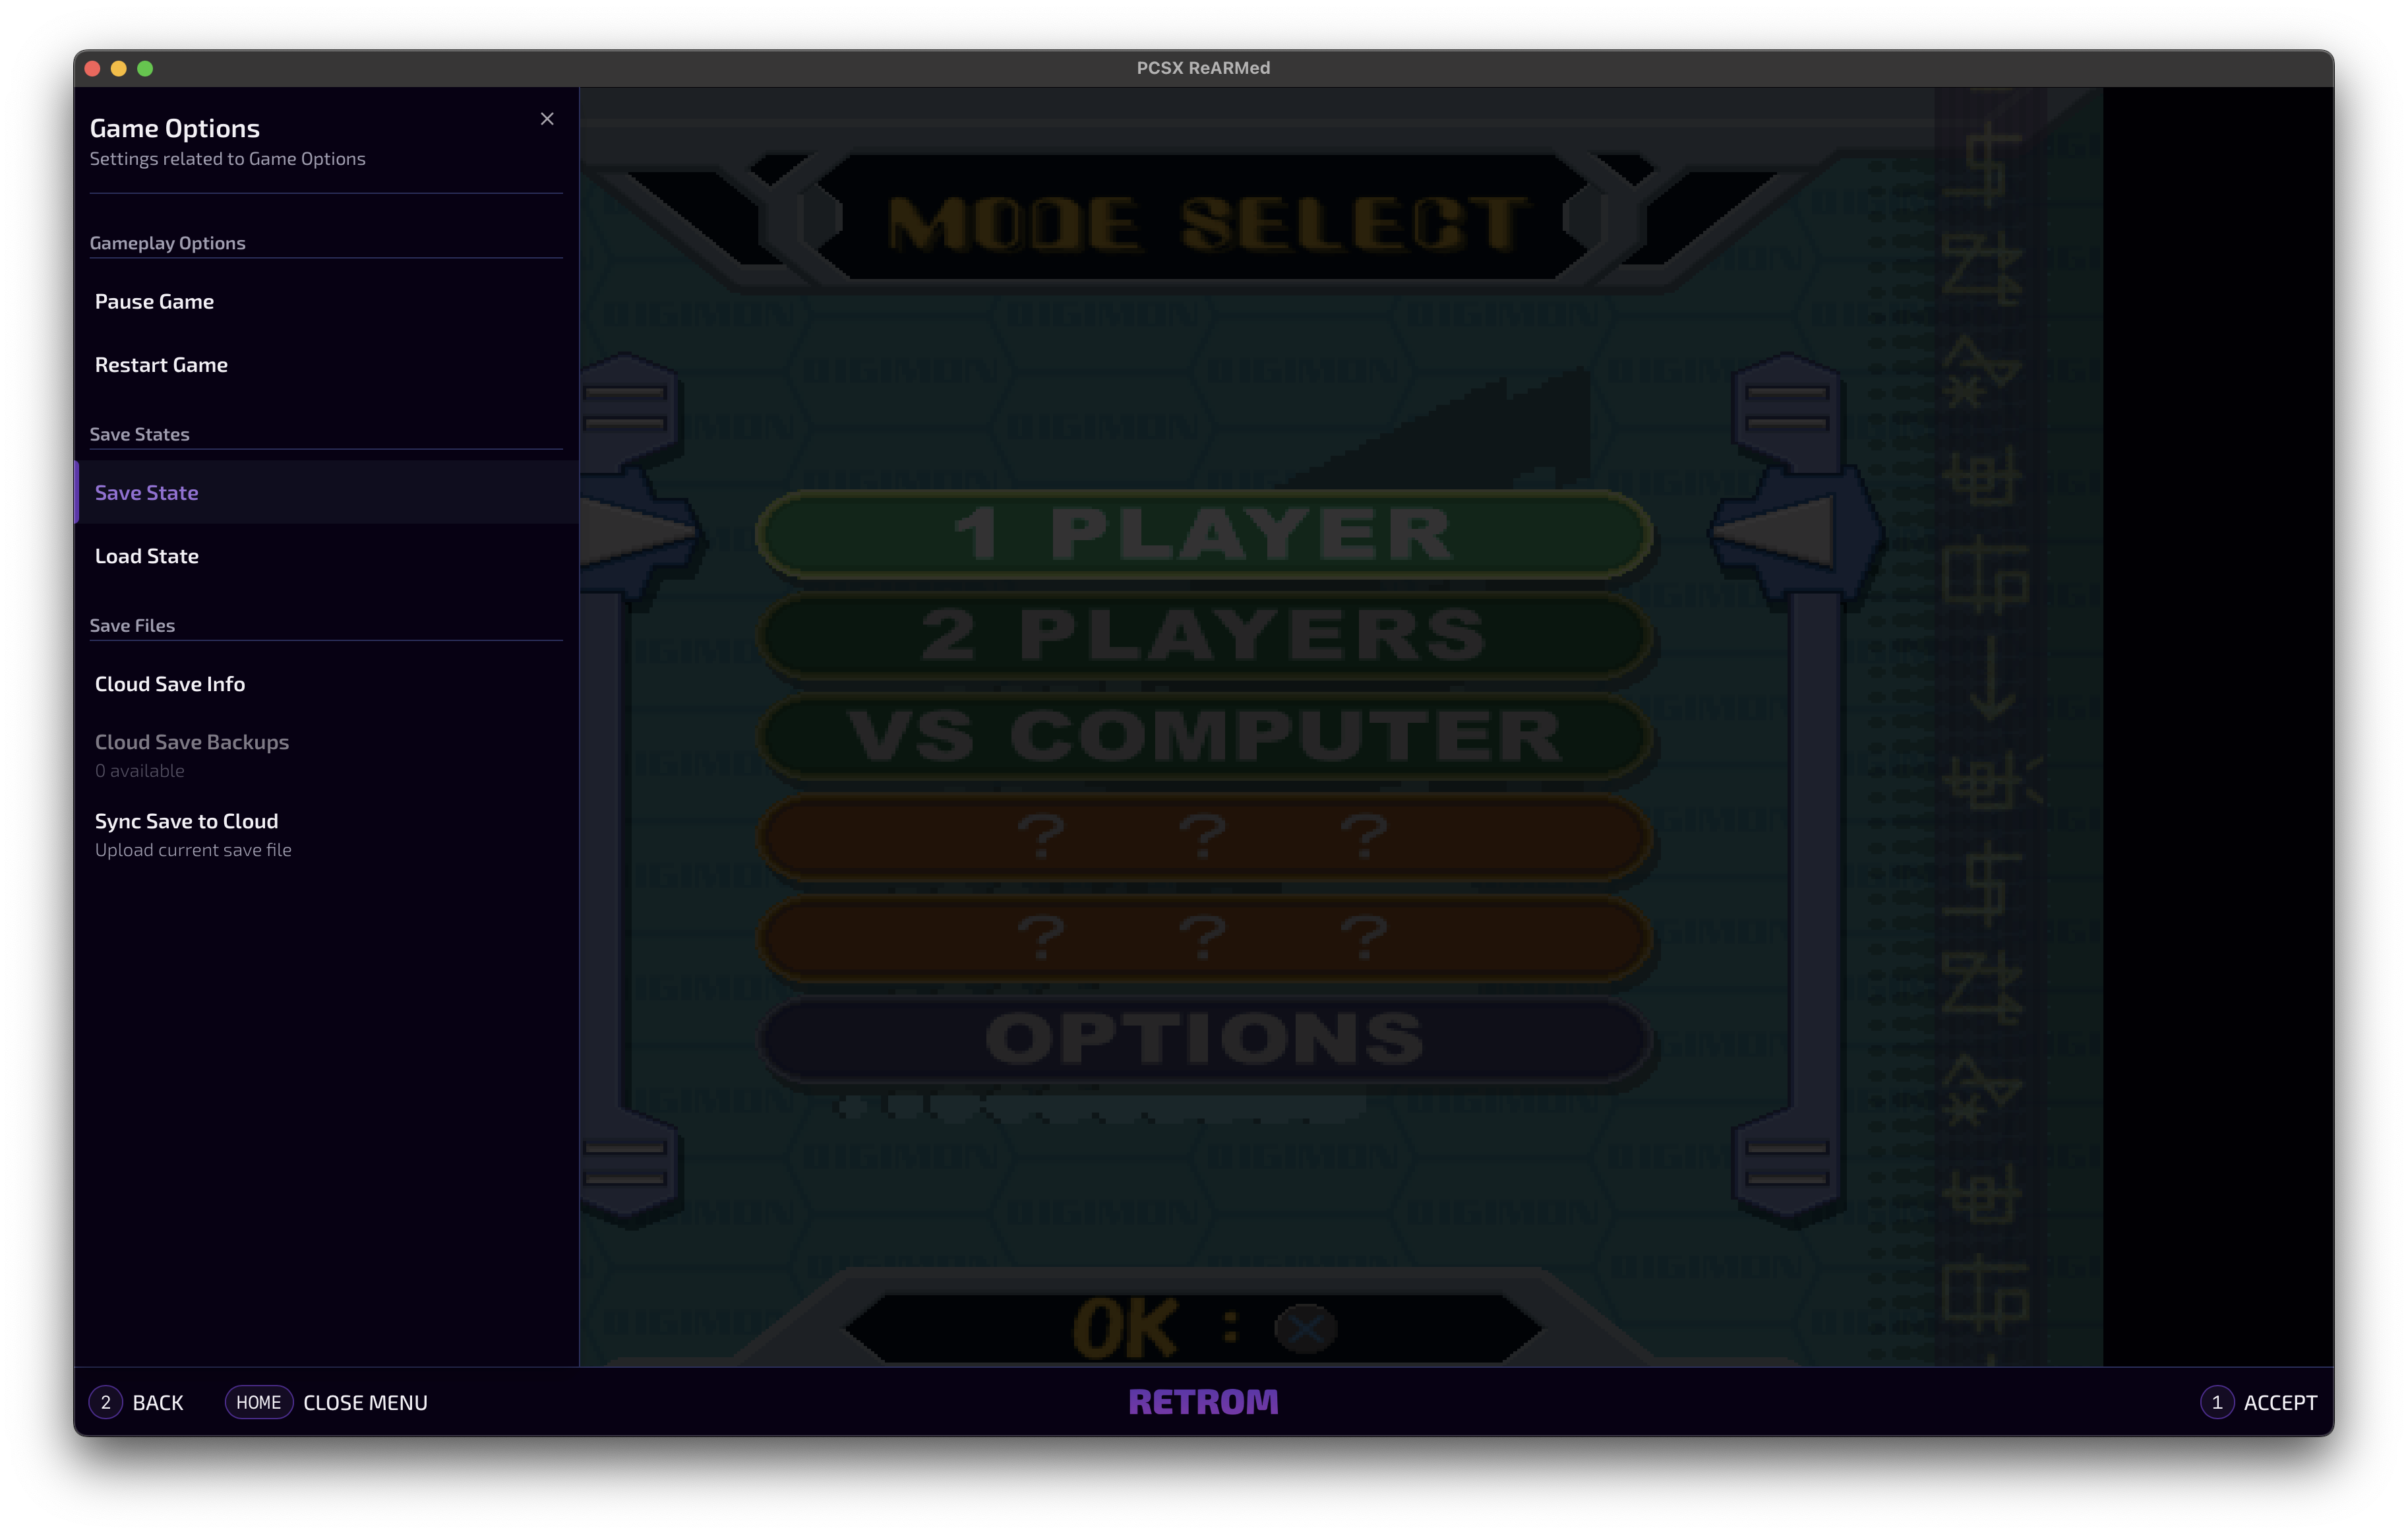 PCSX ReARMed
Game Options
Settings related to Game Options
Gameplay Options
Pause Game
Restart Game
Save States
Save State
Load State
Save Files
Cloud Save Info
Cloud Save Backups
0 available
Sync Save to Cloud
Upload current save file
MODE SELECT
1 PLAYER
2 PLAYERS
VS COMPUTER
? ? ?
? ? ?
OPTIONS
OK :
DIGIMON DIGIMON DIGIMON
2 BACK HOME CLOSE MENU RETROM 1 ACCEPT